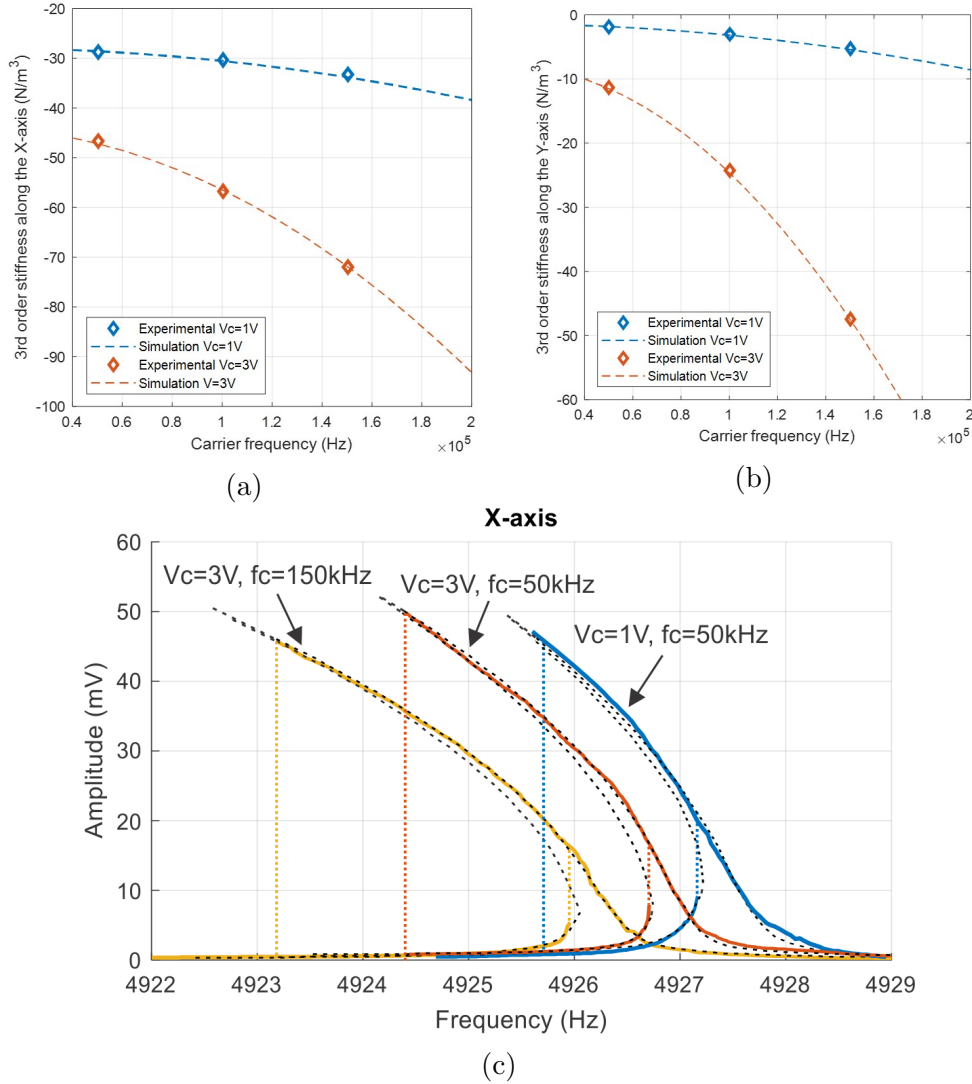 0
-10
-20
-30
-40
-50
-60
-70
-80
-90
-100
3rd order stiffness along the X-axis (N/m³)
Experimental Vc=1V
Simulation Vc=1V
Experimental Vc=3V
Simulation V=3V
0.4 0.6 0.8 1 1.2 1.4 1.6 1.8 2
Carrier frequency (Hz)
×10⁵
(a)
0
-10
-20
-30
-40
-50
-60
3rd order stiffness along the Y-axis (N/m³)
Experimental Vc=1V
Simulation Vc=1V
Experimental Vc=3V
Simulation Vc=3V
0.4 0.6 0.8 1 1.2 1.4 1.6 1.8 2
Carrier frequency (Hz)
×10⁵
(b)
X-axis
60
50
40
30
20
10
0
Amplitude (mV)
Vc=3V, fc=150kHz
Vc=3V, fc=50kHz
Vc=1V, fc=50kHz
4922 4923 4924 4925 4926 4927 4928 4929
Frequency (Hz)
(c)